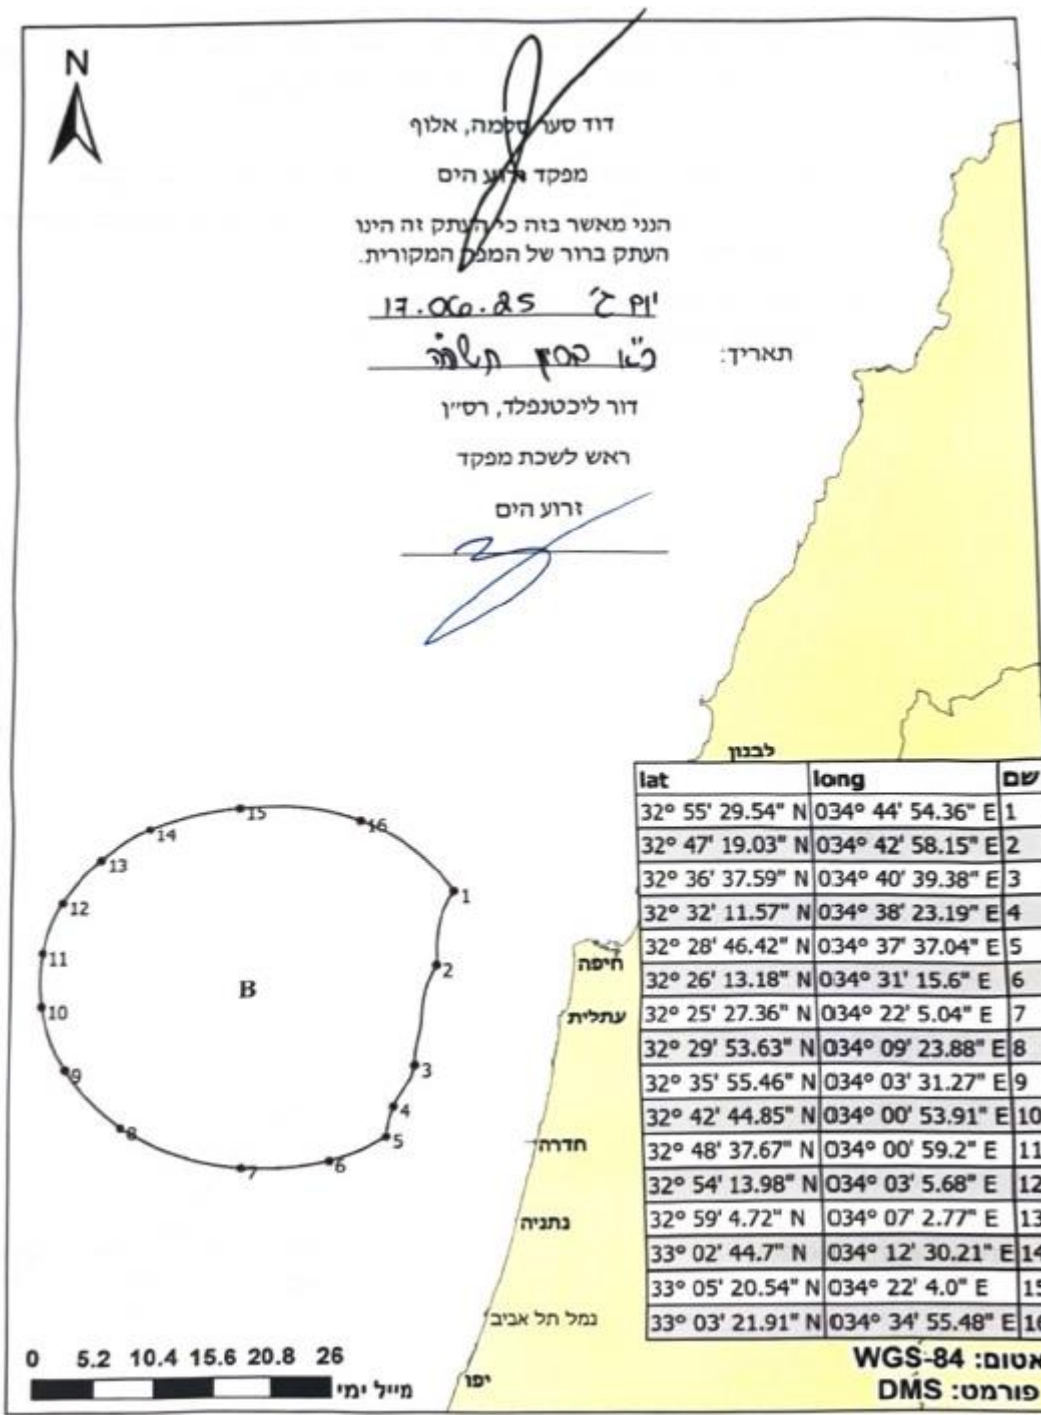 N
דוד סער סלמה, אלוף
מפקד זרוע הים
הנני מאשר בזה כי העתק זה הינו
העתק ברור של המפה המקורית.
יום ג' 17.06.25
תאריך:
כ"א בסיון תשפ"ה
דור ליכטנפלד, רס"ן
ראש לשכת מפקד
זרוע הים
לבנון
lat long שם
32° 55' 29.54" N 034° 44' 54.36" E 1
32° 47' 19.03" N 034° 42' 58.15" E 2
32° 36' 37.59" N 034° 40' 39.38" E 3
32° 32' 11.57" N 034° 38' 23.19" E 4
32° 28' 46.42" N 034° 37' 37.04" E 5
32° 26' 13.18" N 034° 31' 15.6" E 6
32° 25' 27.36" N 034° 22' 5.04" E 7
32° 29' 53.63" N 034° 09' 23.88" E 8
32° 35' 55.46" N 034° 03' 31.27" E 9
32° 42' 44.85" N 034° 00' 53.91" E 10
32° 48' 37.67" N 034° 00' 59.2" E 11
32° 54' 13.98" N 034° 03' 5.68" E 12
32° 59' 4.72" N 034° 07' 2.77" E 13
33° 02' 44.7" N 034° 12' 30.21" E 14
33° 05' 20.54" N 034° 22' 4.0" E 15
33° 03' 21.91" N 034° 34' 55.48" E 16
15
16
14
13
1
12
11
2
B
10
3
9
4
8
5
6
7
חיפה
עתלית
חדרה
נתניה
נמל תל אביב
יפו
0 5.2 10.4 15.6 20.8 26
מייל ימי
אטום: WGS-84
פורמט: DMS